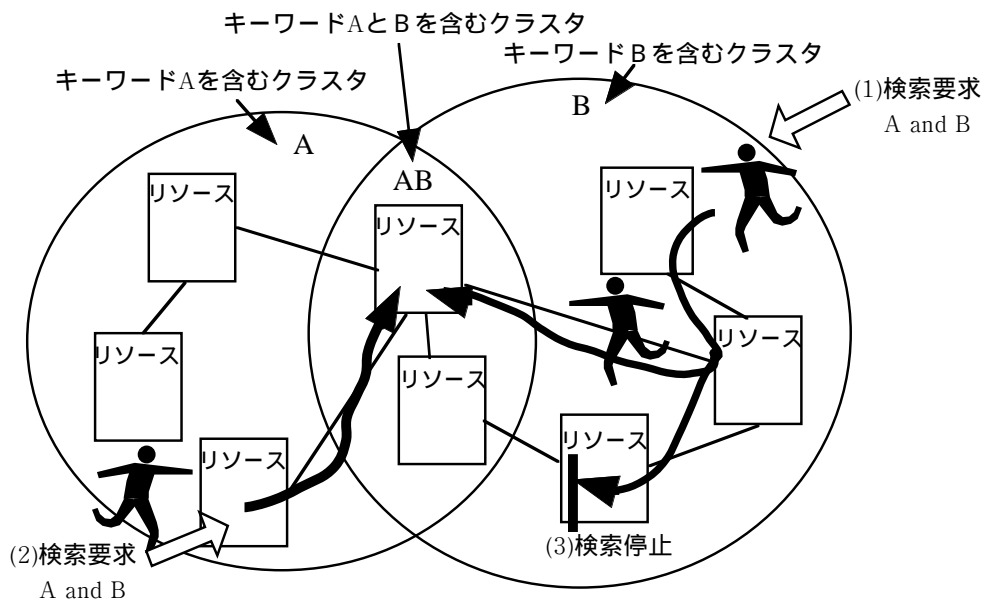 キーワードAとBを含むクラスタ
キーワードBを含むクラスタ
キーワードAを含むクラスタ
(1)検索要求
A and B
A
B
AB
リソース
リソース
リソース
リソース
リソース
リソース
リソース
リソース
(2)検索要求
A and B
(3)検索停止